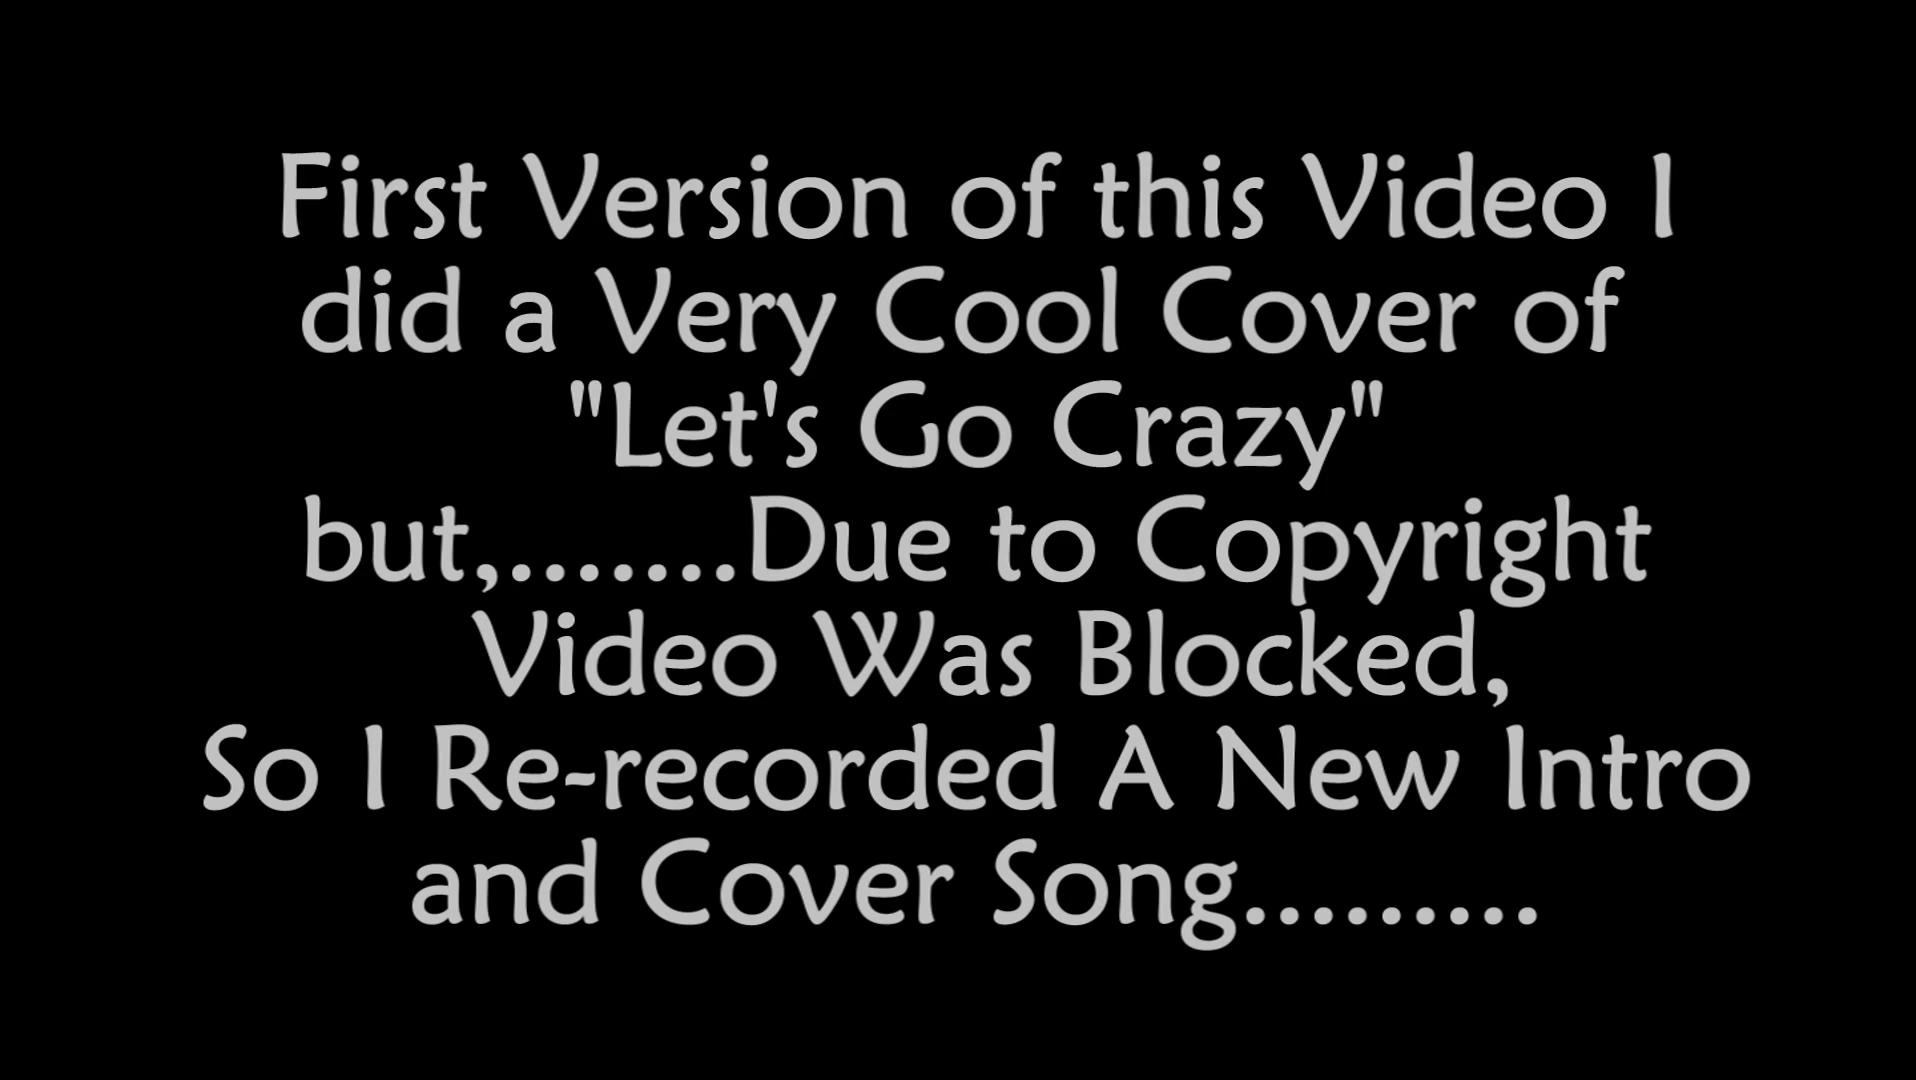 First Version of this Video I
did a Very Cool Cover of
"Let's Go Crazy"
but,.......Due to Copyright
Video Was Blocked,
So I Re-recorded A New Intro
and Cover Song.........